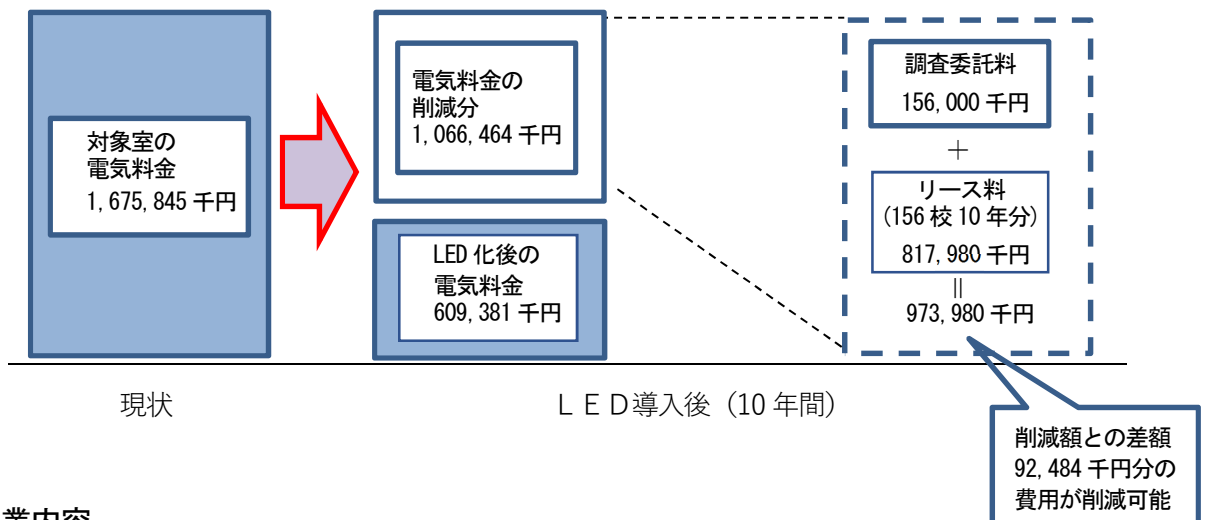 対象室の
電気料金
1,675,845 千円
電気料金の
削減分
1,066,464 千円
LED 化後の
電気料金
609,381 千円
調査委託料
156,000 千円
＋
リース料
(156 校 10 年分)
817,980 千円
||
973,980 千円
現状
ＬＥＤ導入後（10 年間）
削減額との差額
92,484 千円分の
費用が削減可能
業内容